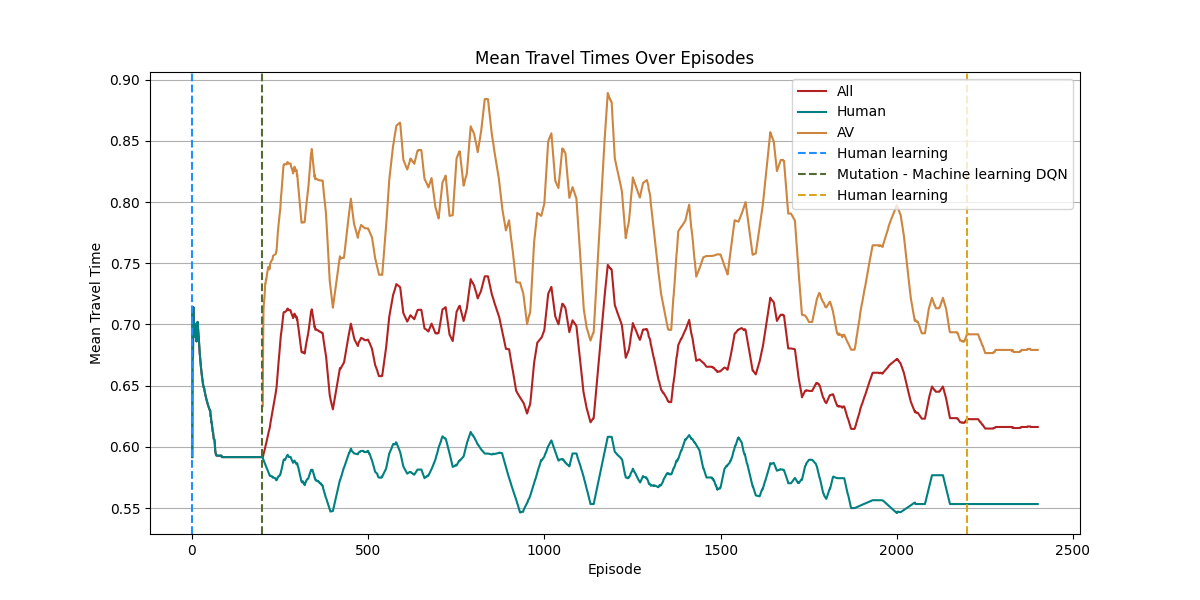 Mean Travel Times Over Episodes
0.90
0.85
0.80
0.75
0.70
0.65
0.60
0.55
Mean Travel Time
All
Human
AV
Human learning
Mutation - Machine learning DQN
Human learning
0
500
1000
1500
2000
2500
Episode